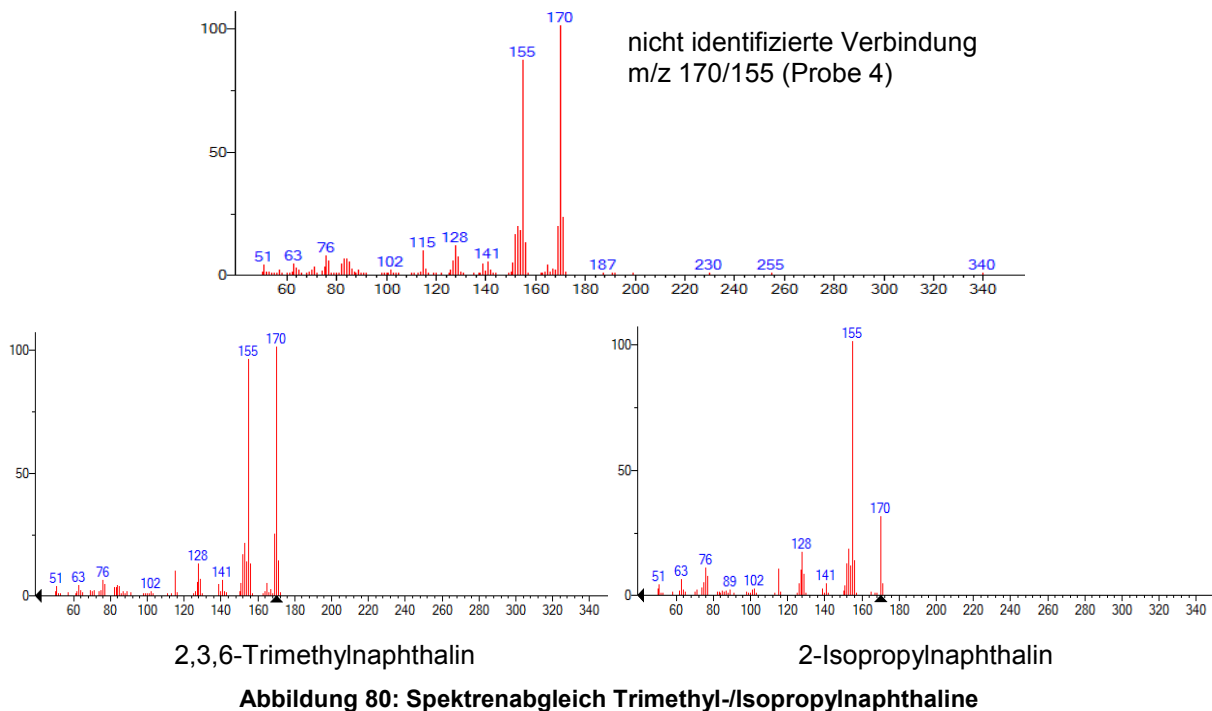 100
170
155
nicht identifizierte Verbindung
m/z 170/155 (Probe 4)
50
51 63 76 102 115 128 141 187 230 255 340
0
60 80 100 120 140 160 180 200 220 240 260 280 300 320 340
100
155 170
50
51 63 76 102 128 141
0
60 80 100 120 140 160 180 200 220 240 260 280 300 320 340
2,3,6-Trimethylnaphthalin
100
155
50
170
51 63 76 89 102 128 141
0
60 80 100 120 140 160 180 200 220 240 260 280 300 320 340
2-Isopropylnaphthalin
Abbildung 80: Spektrenabgleich Trimethyl-/Isopropylnaphthaline